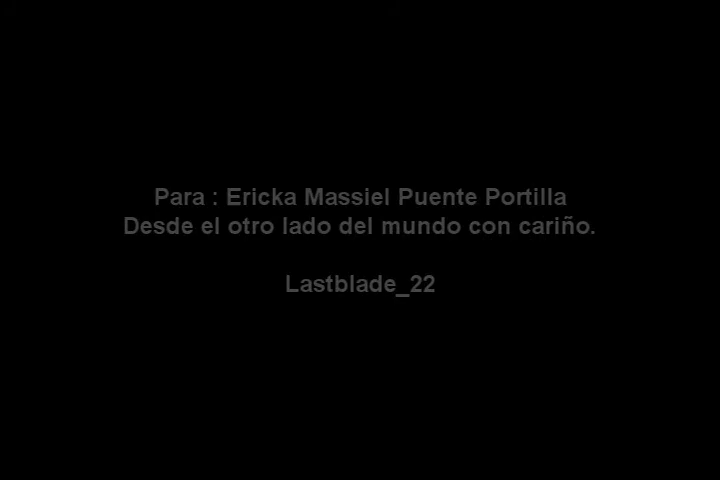 Para : Ericka Massiel Puente Portilla
Desde el otro lado del mundo con cariño.
Lastblade_22